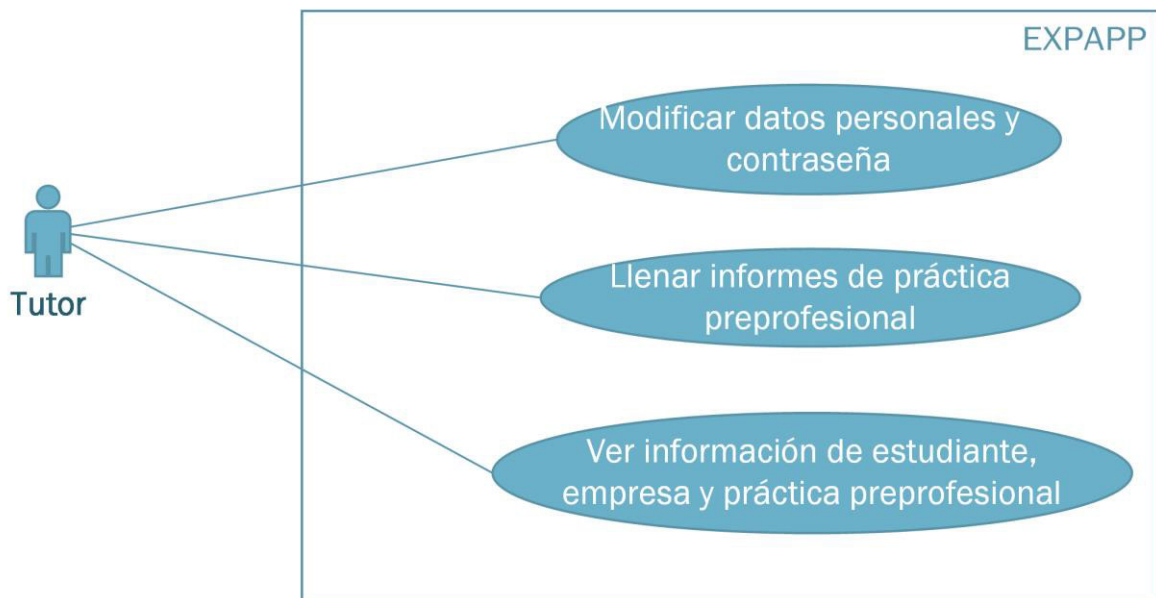 EXPAPP
Modificar datos personales y
contraseña
Tutor
Llenar informes de práctica
preprofesional
Ver información de estudiante,
empresa y práctica preprofesional